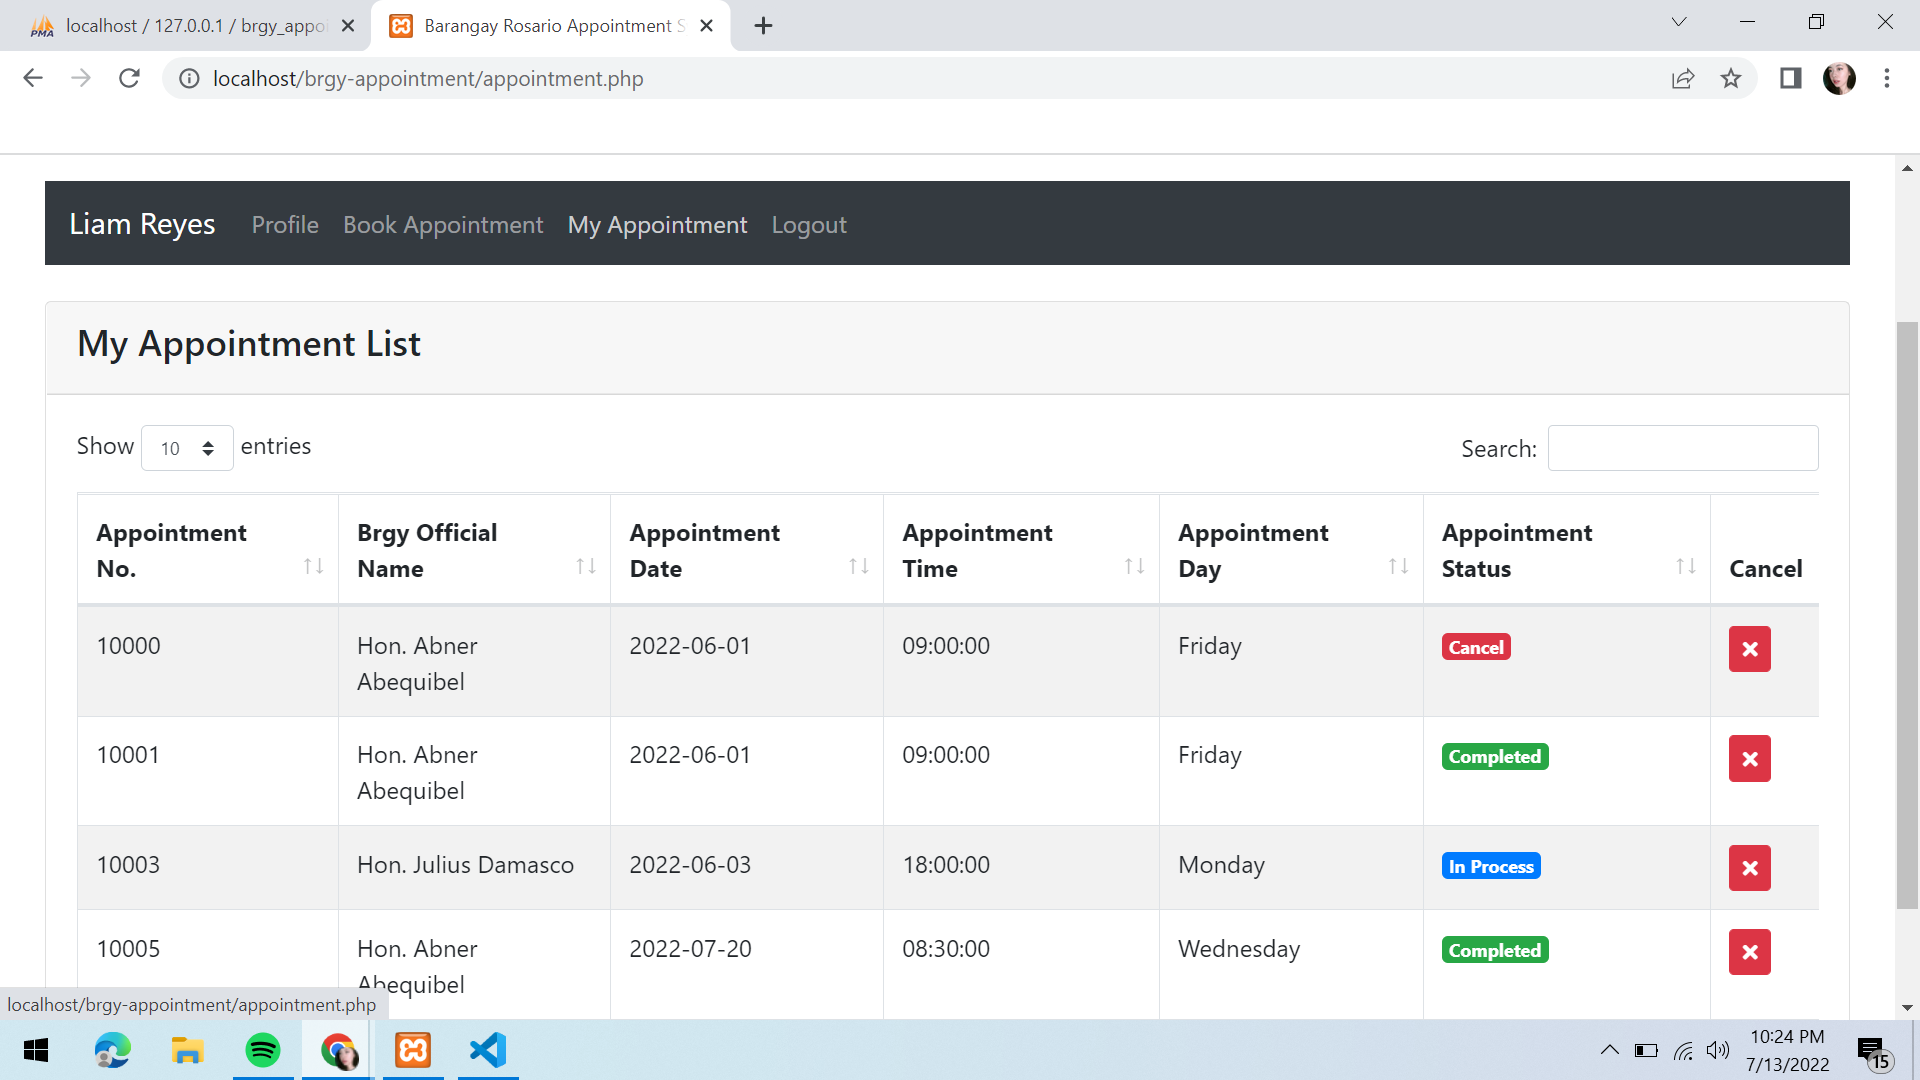 localhost / 127.0.0.1 / brgy_appoi
Barangay Rosario Appointment S
localhost/brgy-appointment/appointment.php
Liam Reyes Profile Book Appointment My Appointment Logout
My Appointment List
Show 10 entries Search:
Appointment No. Brgy Official Name Appointment Date Appointment Time Appointment Day Appointment Status Cancel
10000 Hon. Abner Abequibel 2022-06-01 09:00:00 Friday Cancel
10001 Hon. Abner Abequibel 2022-06-01 09:00:00 Friday Completed
10003 Hon. Julius Damasco 2022-06-03 18:00:00 Monday In Process
10005 Hon. Abner Abequibel 2022-07-20 08:30:00 Wednesday Completed
localhost/brgy-appointment/appointment.php
10:24 PM
7/13/2022
15
PMA